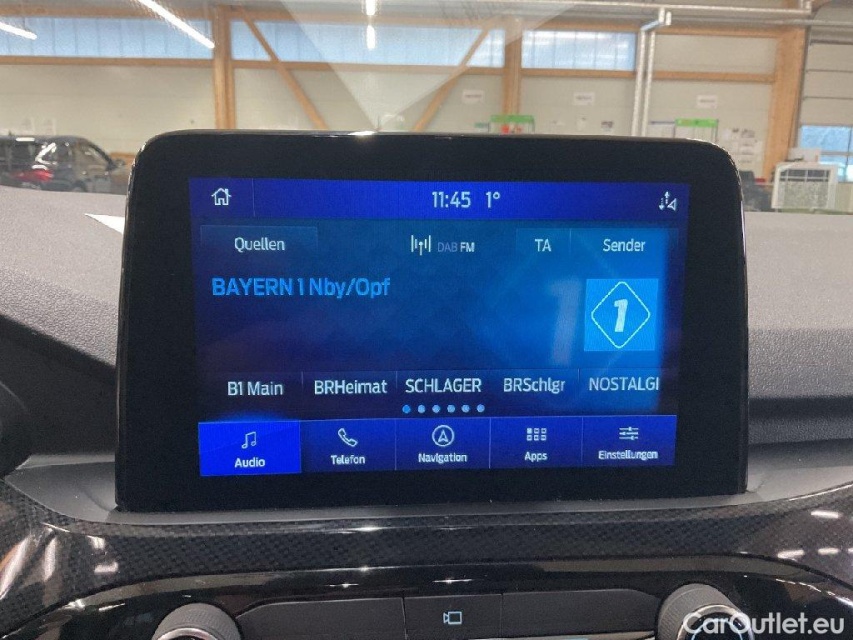 11:45 1°
Quellen DAB FM TA Sender
BAYERN 1 Nby/Opf
1
B1 Main BRHeimat SCHLAGER BRSchlgr NOSTALGI
Audio Telefon Navigation Apps Einstellungen
CarOutlet.eu